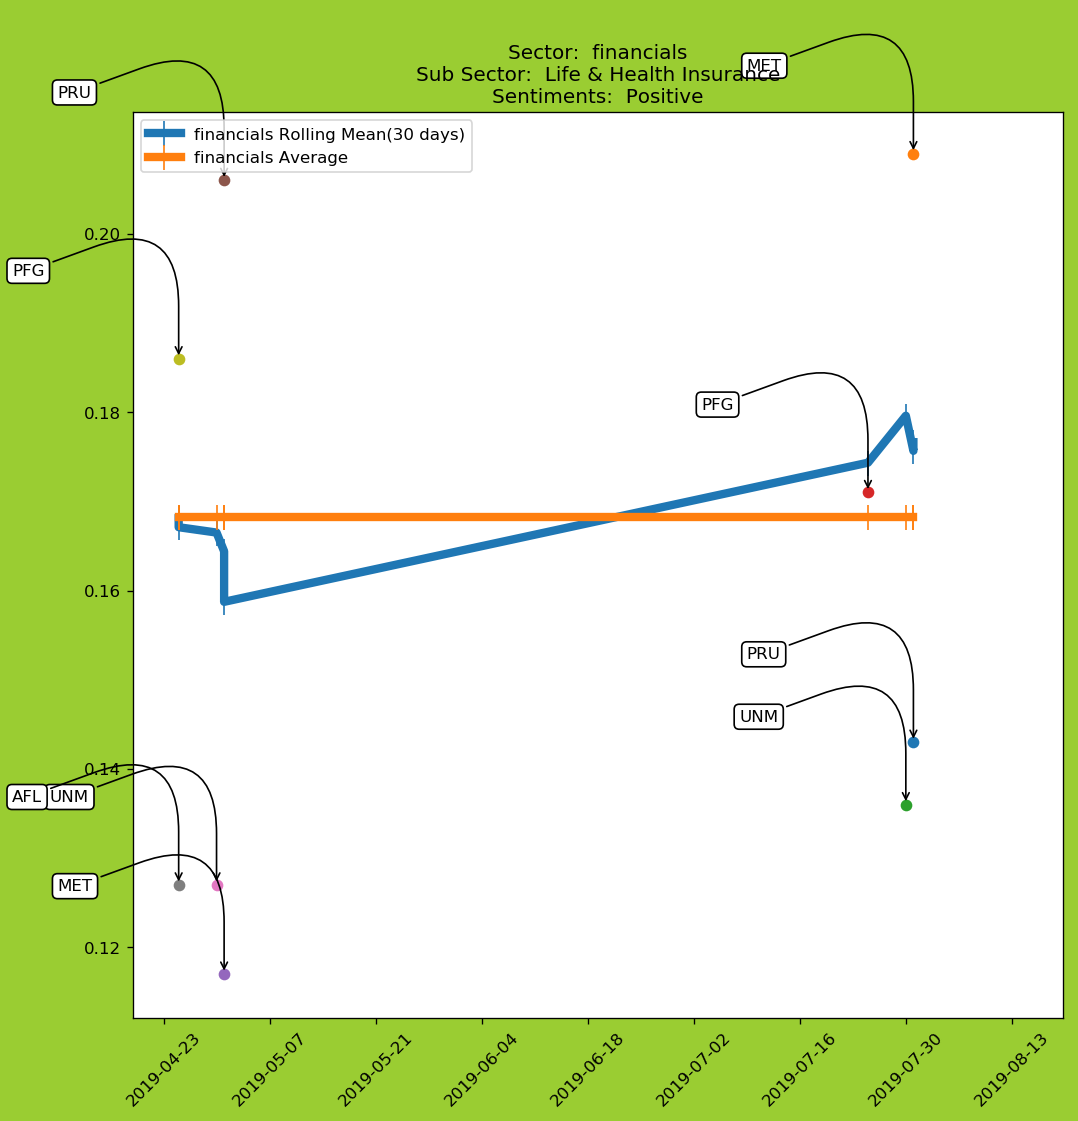 Sector:  financials
Sub Sector:  Life & Health Insurance
Sentiments:  Positive
MET
PRU
financials Rolling Mean(30 days)
financials Average
0.20
PFG
0.18
PFG
0.16
PRU
UNM
0.14
AFL
UNM
MET
0.12
2019-04-23
2019-05-07
2019-05-21
2019-06-04
2019-06-18
2019-07-02
2019-07-16
2019-07-30
2019-08-13